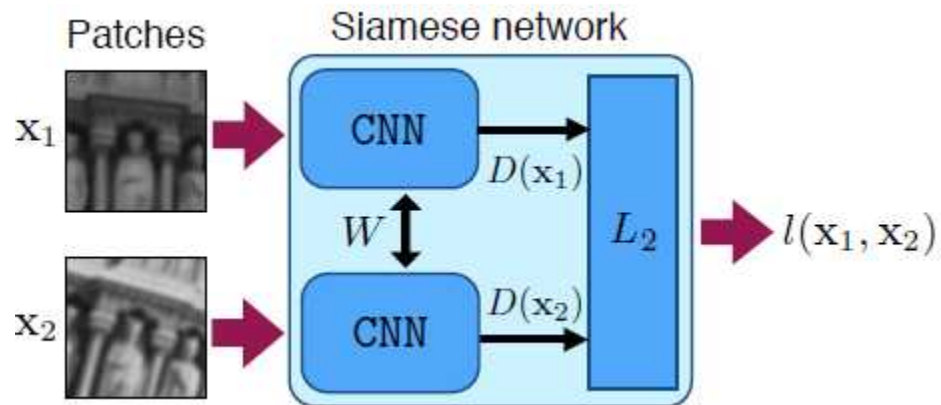 Patches
Siamese network
x₁
CNN
D(x₁)
W
L₂
l(x₁, x₂)
x₂
CNN
D(x₂)